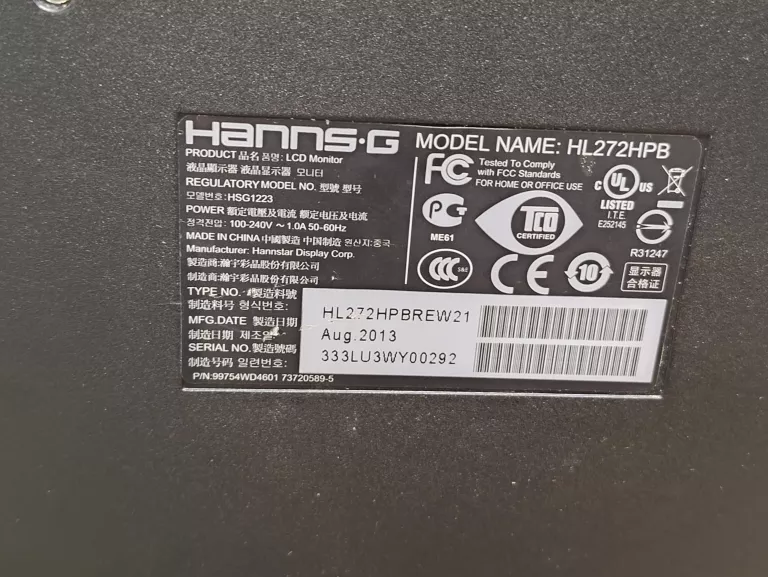 HANNS·G
PRODUCT 品名 품명: LCD Monitor
液晶顯示器 液晶显示器 모니터
REGULATORY MODEL NO. 型號 型号
모델번호: HSG1223
POWER 額定電壓及電流 额定电压及电流
정격전압: 100-240V ~ 1.0A 50-60Hz
MADE IN CHINA 中國製造 中国制造 원산지:중국
Manufacturer: Hannstar Display Corp.
製造商:瀚宇彩晶股份有限公司
制造商:瀚宇彩晶股份有限公司
TYPE NO. 製造料號
制造料号 형식번호:
HL272HPBREW21
MFG.DATE 製造日期
制造日期 제조일:
Aug.2013
SERIAL NO. 製造號碼
制造号码 일련번호:
333LU3WY00292
P/N:99754WD4601 73720589-5
MODEL NAME: HL272HPB
FC Tested To Comply
with FCC Standards
FOR HOME OR OFFICE USE
C UL US
LISTED
I.T.E.
E252145
ME61
TCO
CERTIFIED
R31247
CCC S&E
CE
10
显示器
合格证